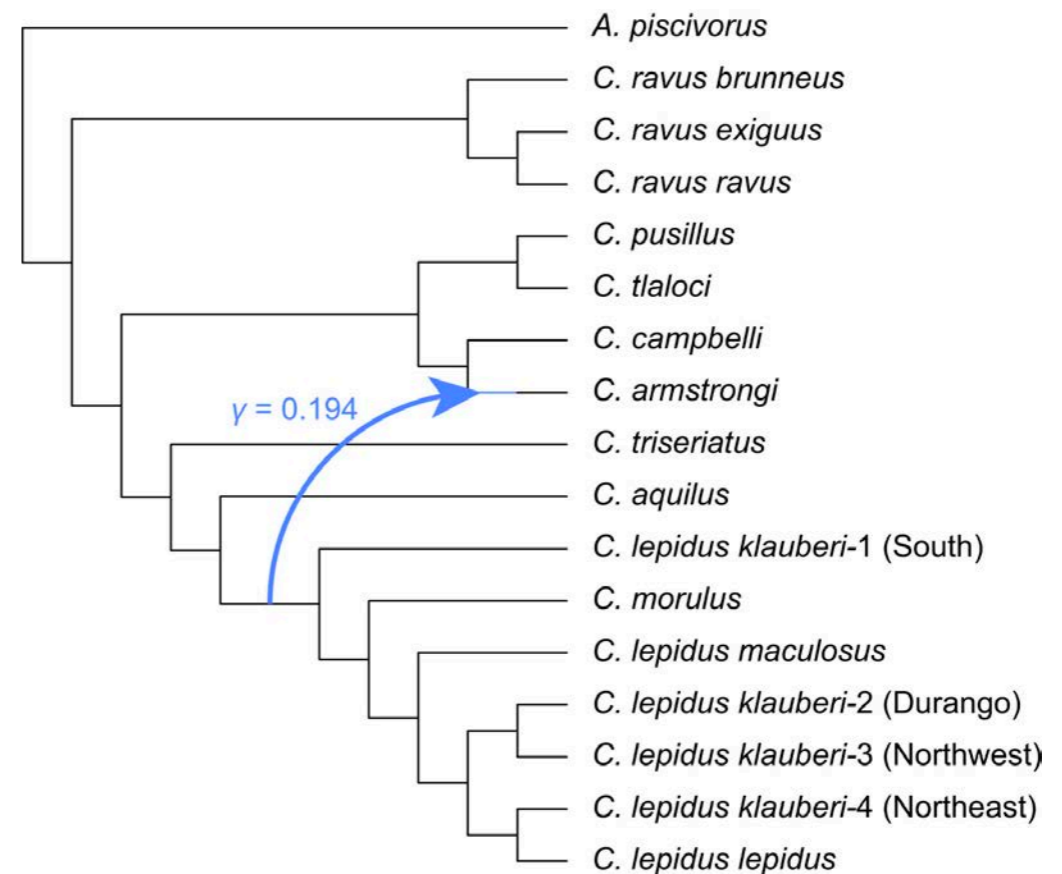 A. piscivorus
C. ravus brunneus
C. ravus exiguus
C. ravus ravus
C. pusillus
C. tlaloci
C. campbelli
C. armstrongi
γ = 0.194
C. triseriatus
C. aquilus
C. lepidus klauberi-1 (South)
C. morulus
C. lepidus maculosus
C. lepidus klauberi-2 (Durango)
C. lepidus klauberi-3 (Northwest)
C. lepidus klauberi-4 (Northeast)
C. lepidus lepidus